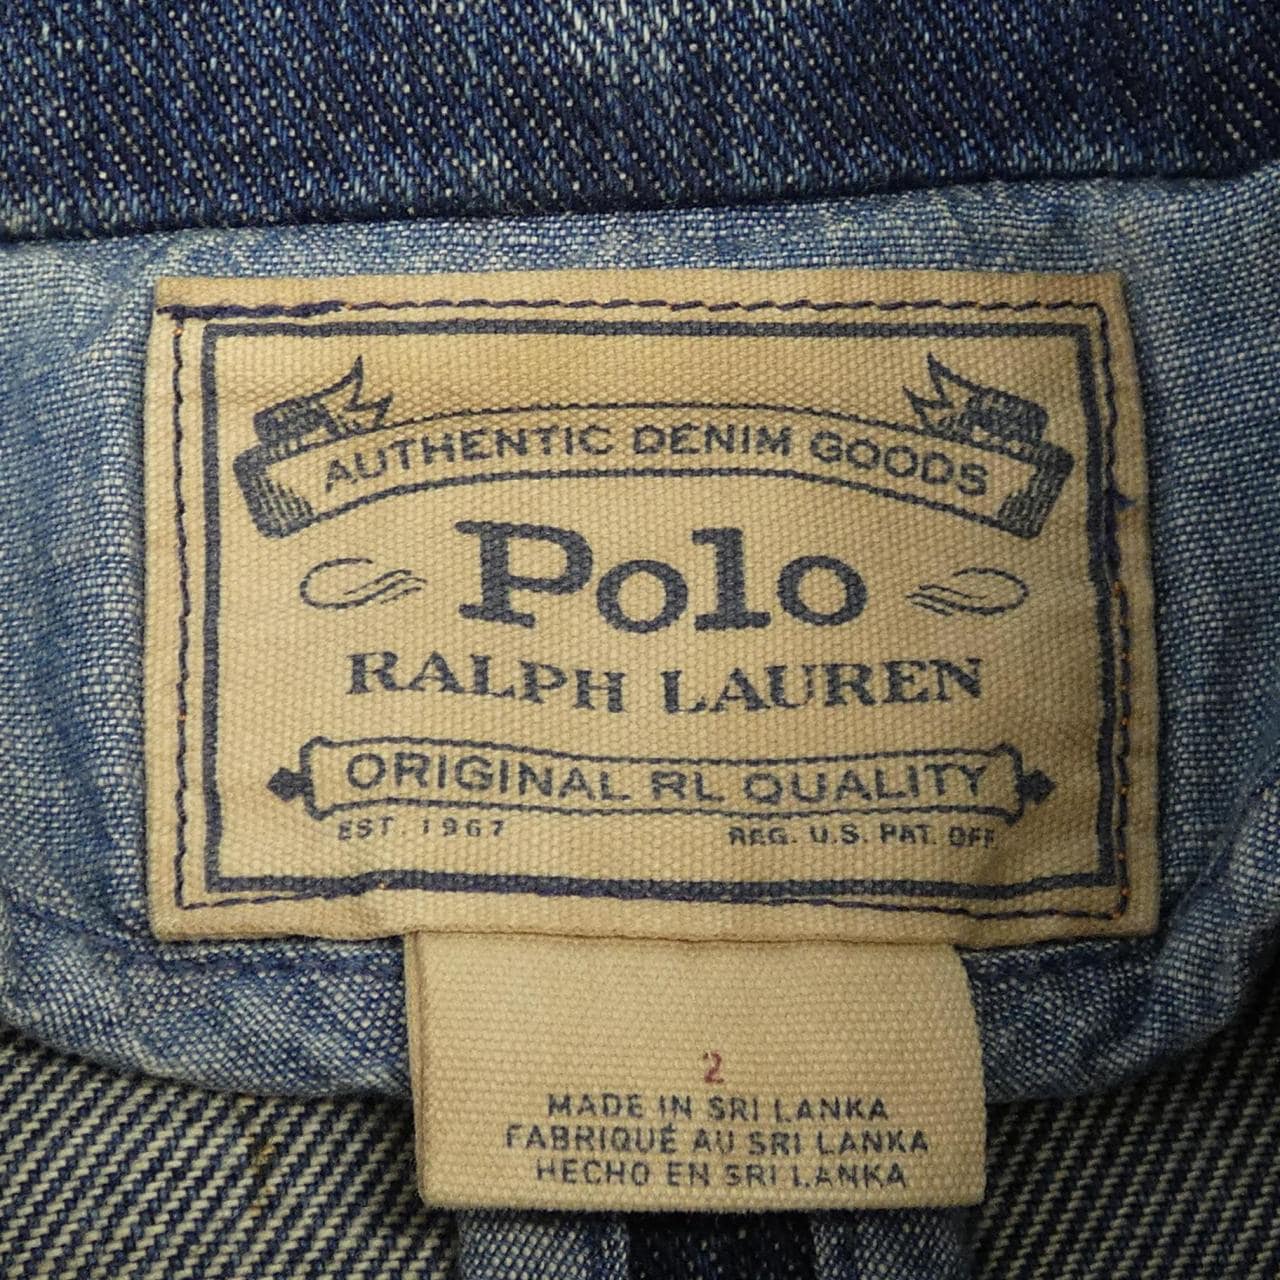 AUTHENTIC DENIM GOODS
Polo
RALPH LAUREN
ORIGINAL RL QUALITY
EST. 1967 REG. U.S. PAT. OFF.
2
MADE IN SRI LANKA
FABRIQUÉ AU SRI LANKA
HECHO EN SRI LANKA